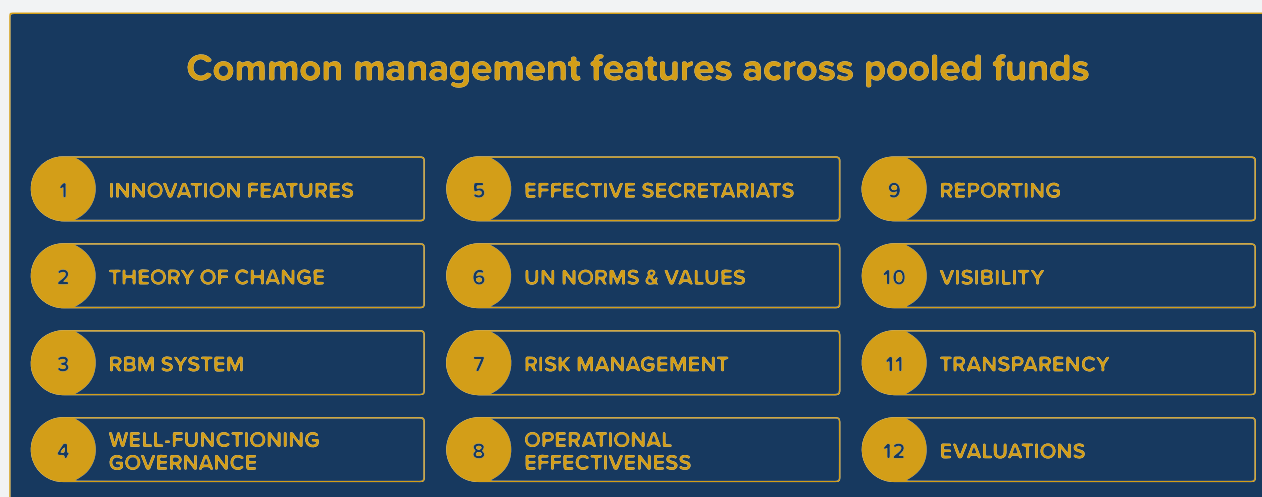 Common management features across pooled funds
1 INNOVATION FEATURES
2 THEORY OF CHANGE
3 RBM SYSTEM
4 WELL-FUNCTIONING
GOVERNANCE
5 EFFECTIVE SECRETARIATS
6 UN NORMS & VALUES
7 RISK MANAGEMENT
8 OPERATIONAL
EFFECTIVENESS
9 REPORTING
10 VISIBILITY
11 TRANSPARENCY
12 EVALUATIONS